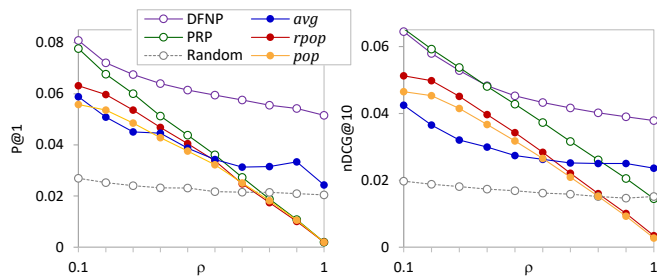 DFNP
avg
PRP
rpop
Random
pop
P@1
0.08
0.06
0.04
0.02
0
0.1
ρ
1
nDCG@10
0.06
0.04
0.02
0
0.1
ρ
1